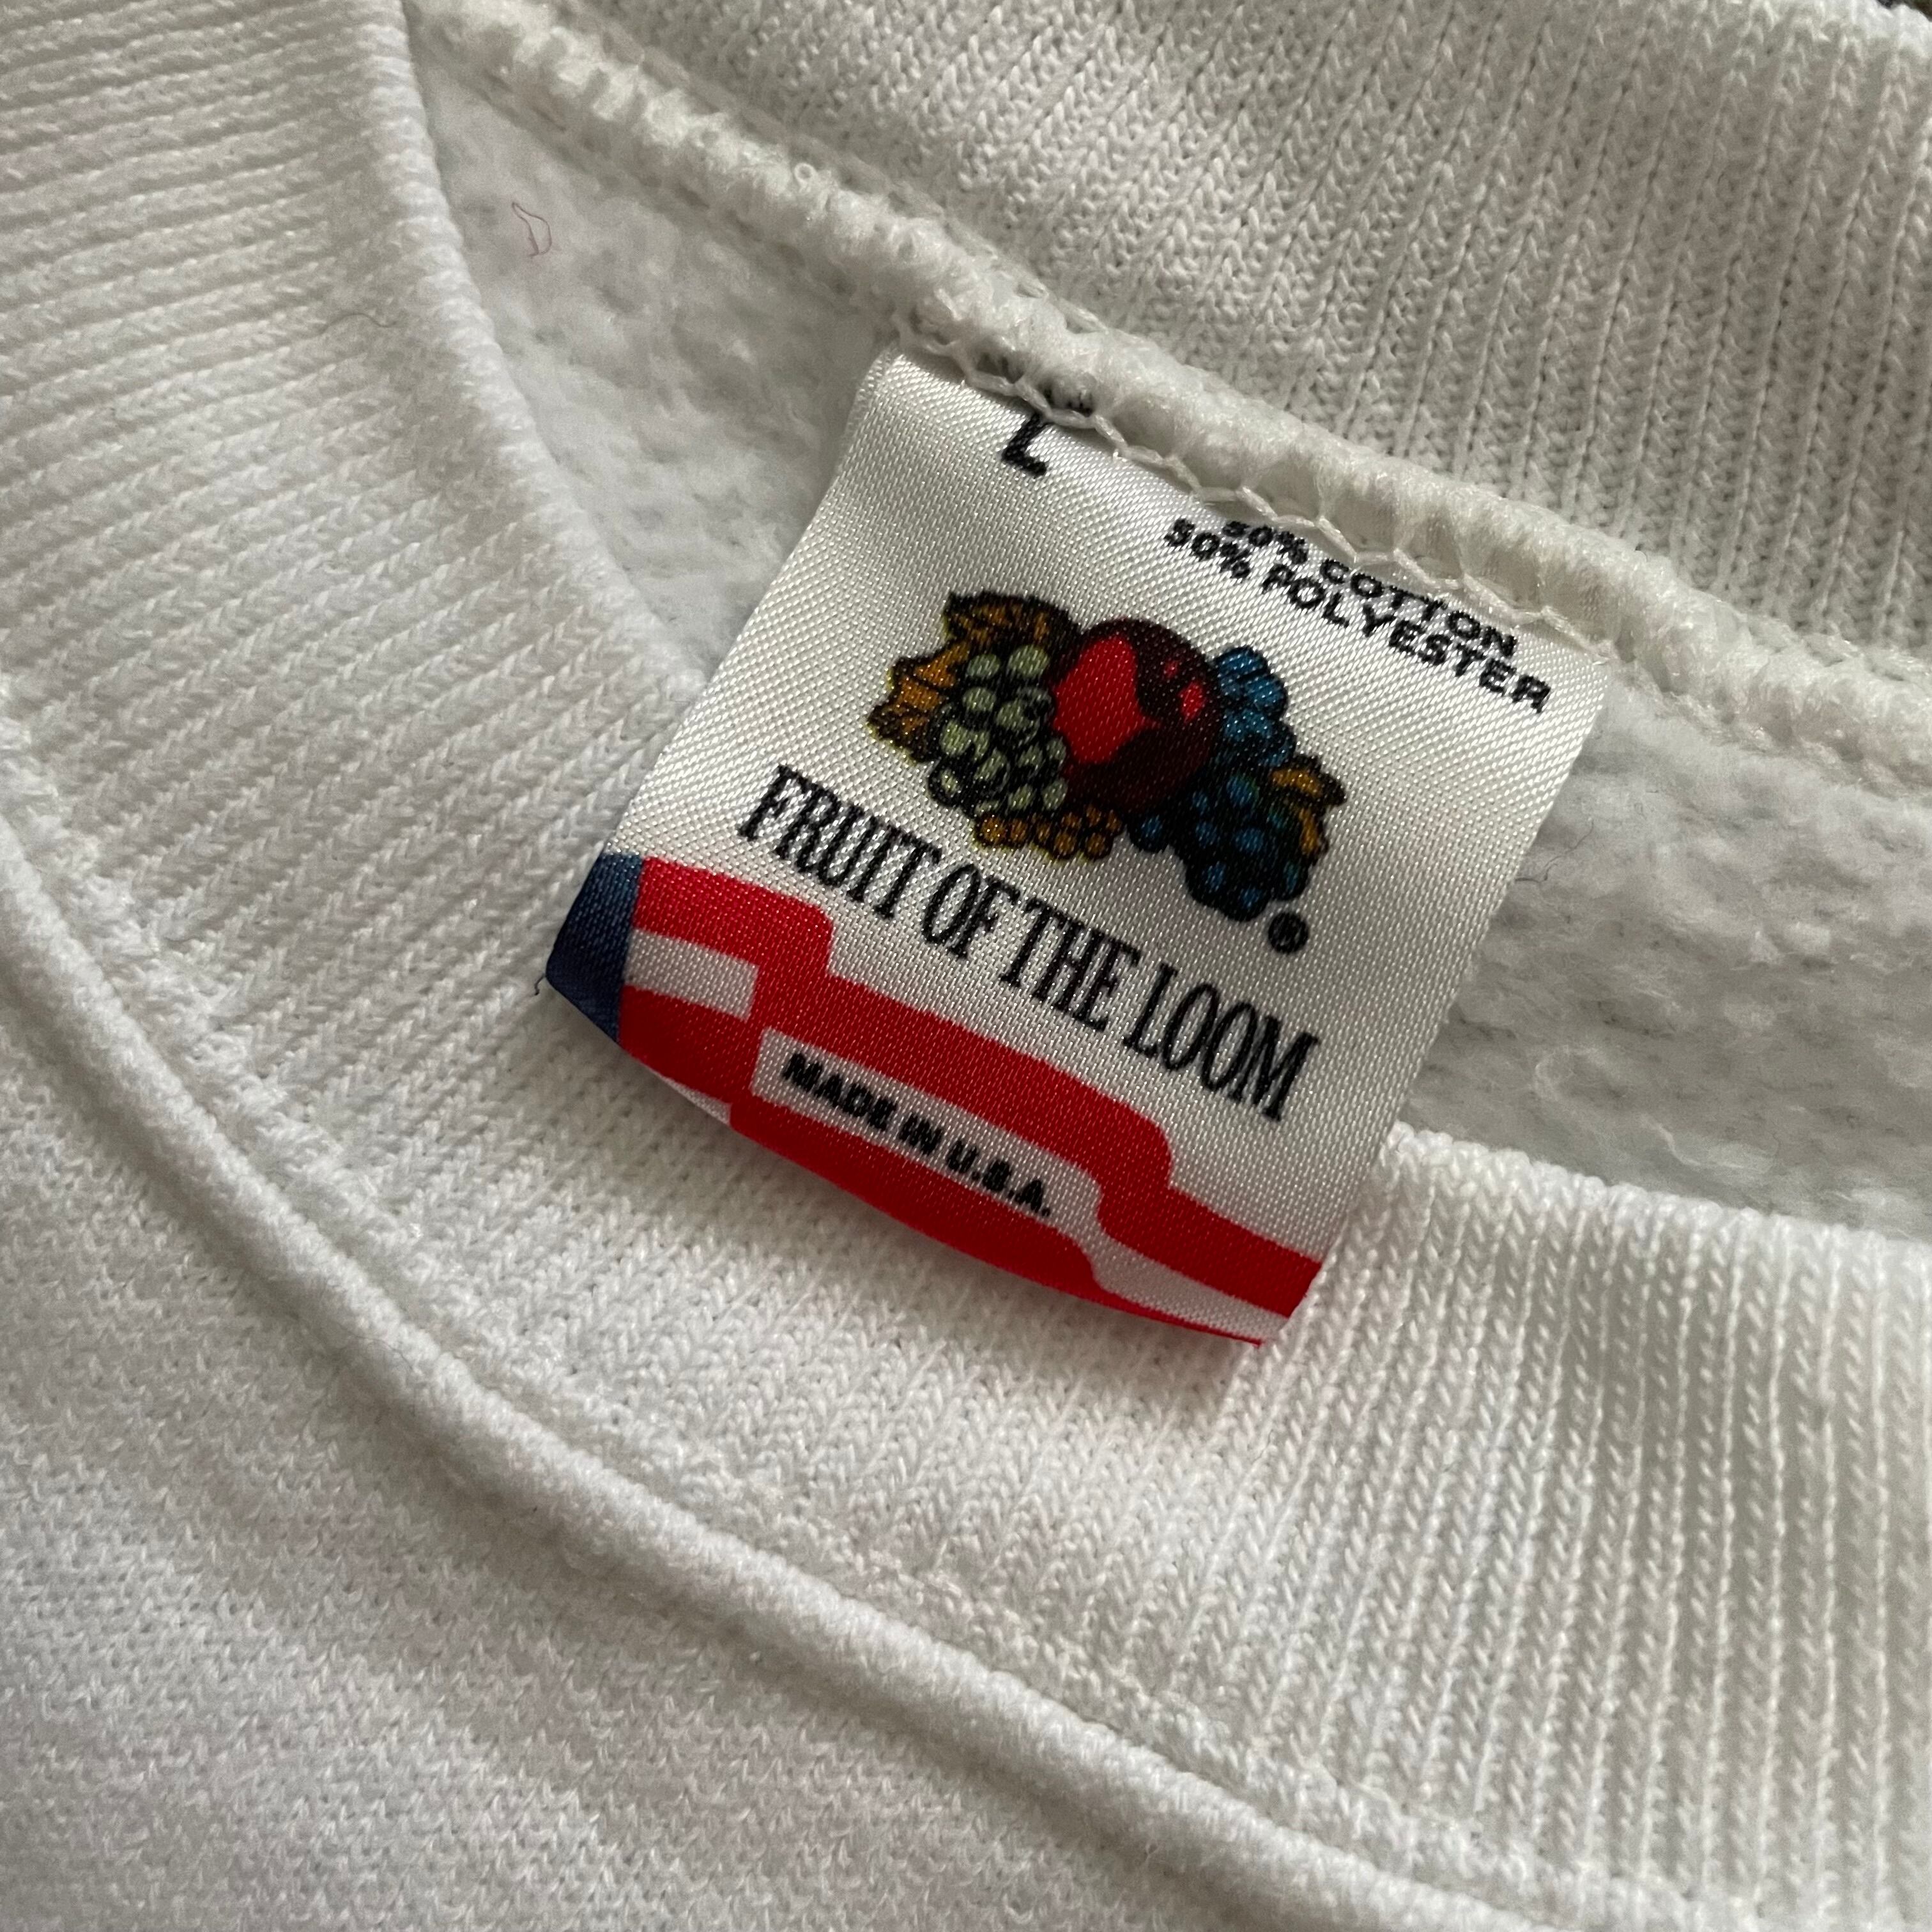 L
50% COTTON
50% POLYESTER
®
FRUIT OF THE LOOM
MADE IN U.S.A.